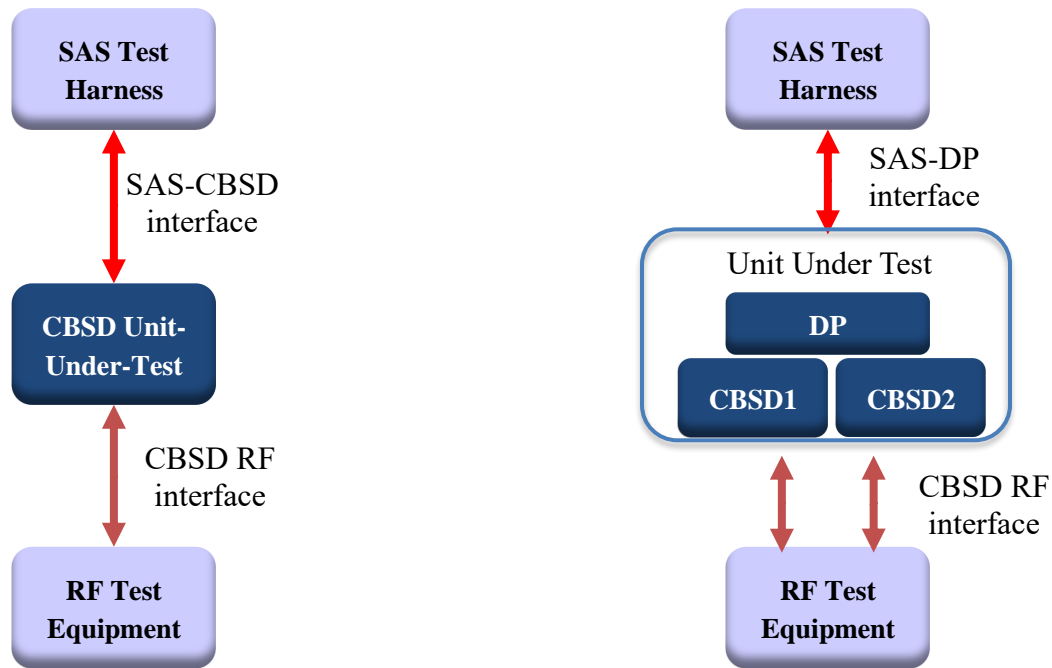 SAS Test
Harness
SAS-CBSD
interface
CBSD Unit-
Under-Test
CBSD RF
interface
RF Test
Equipment
SAS Test
Harness
SAS-DP
interface
Unit Under Test
DP
CBSD1
CBSD2
CBSD RF
interface
RF Test
Equipment